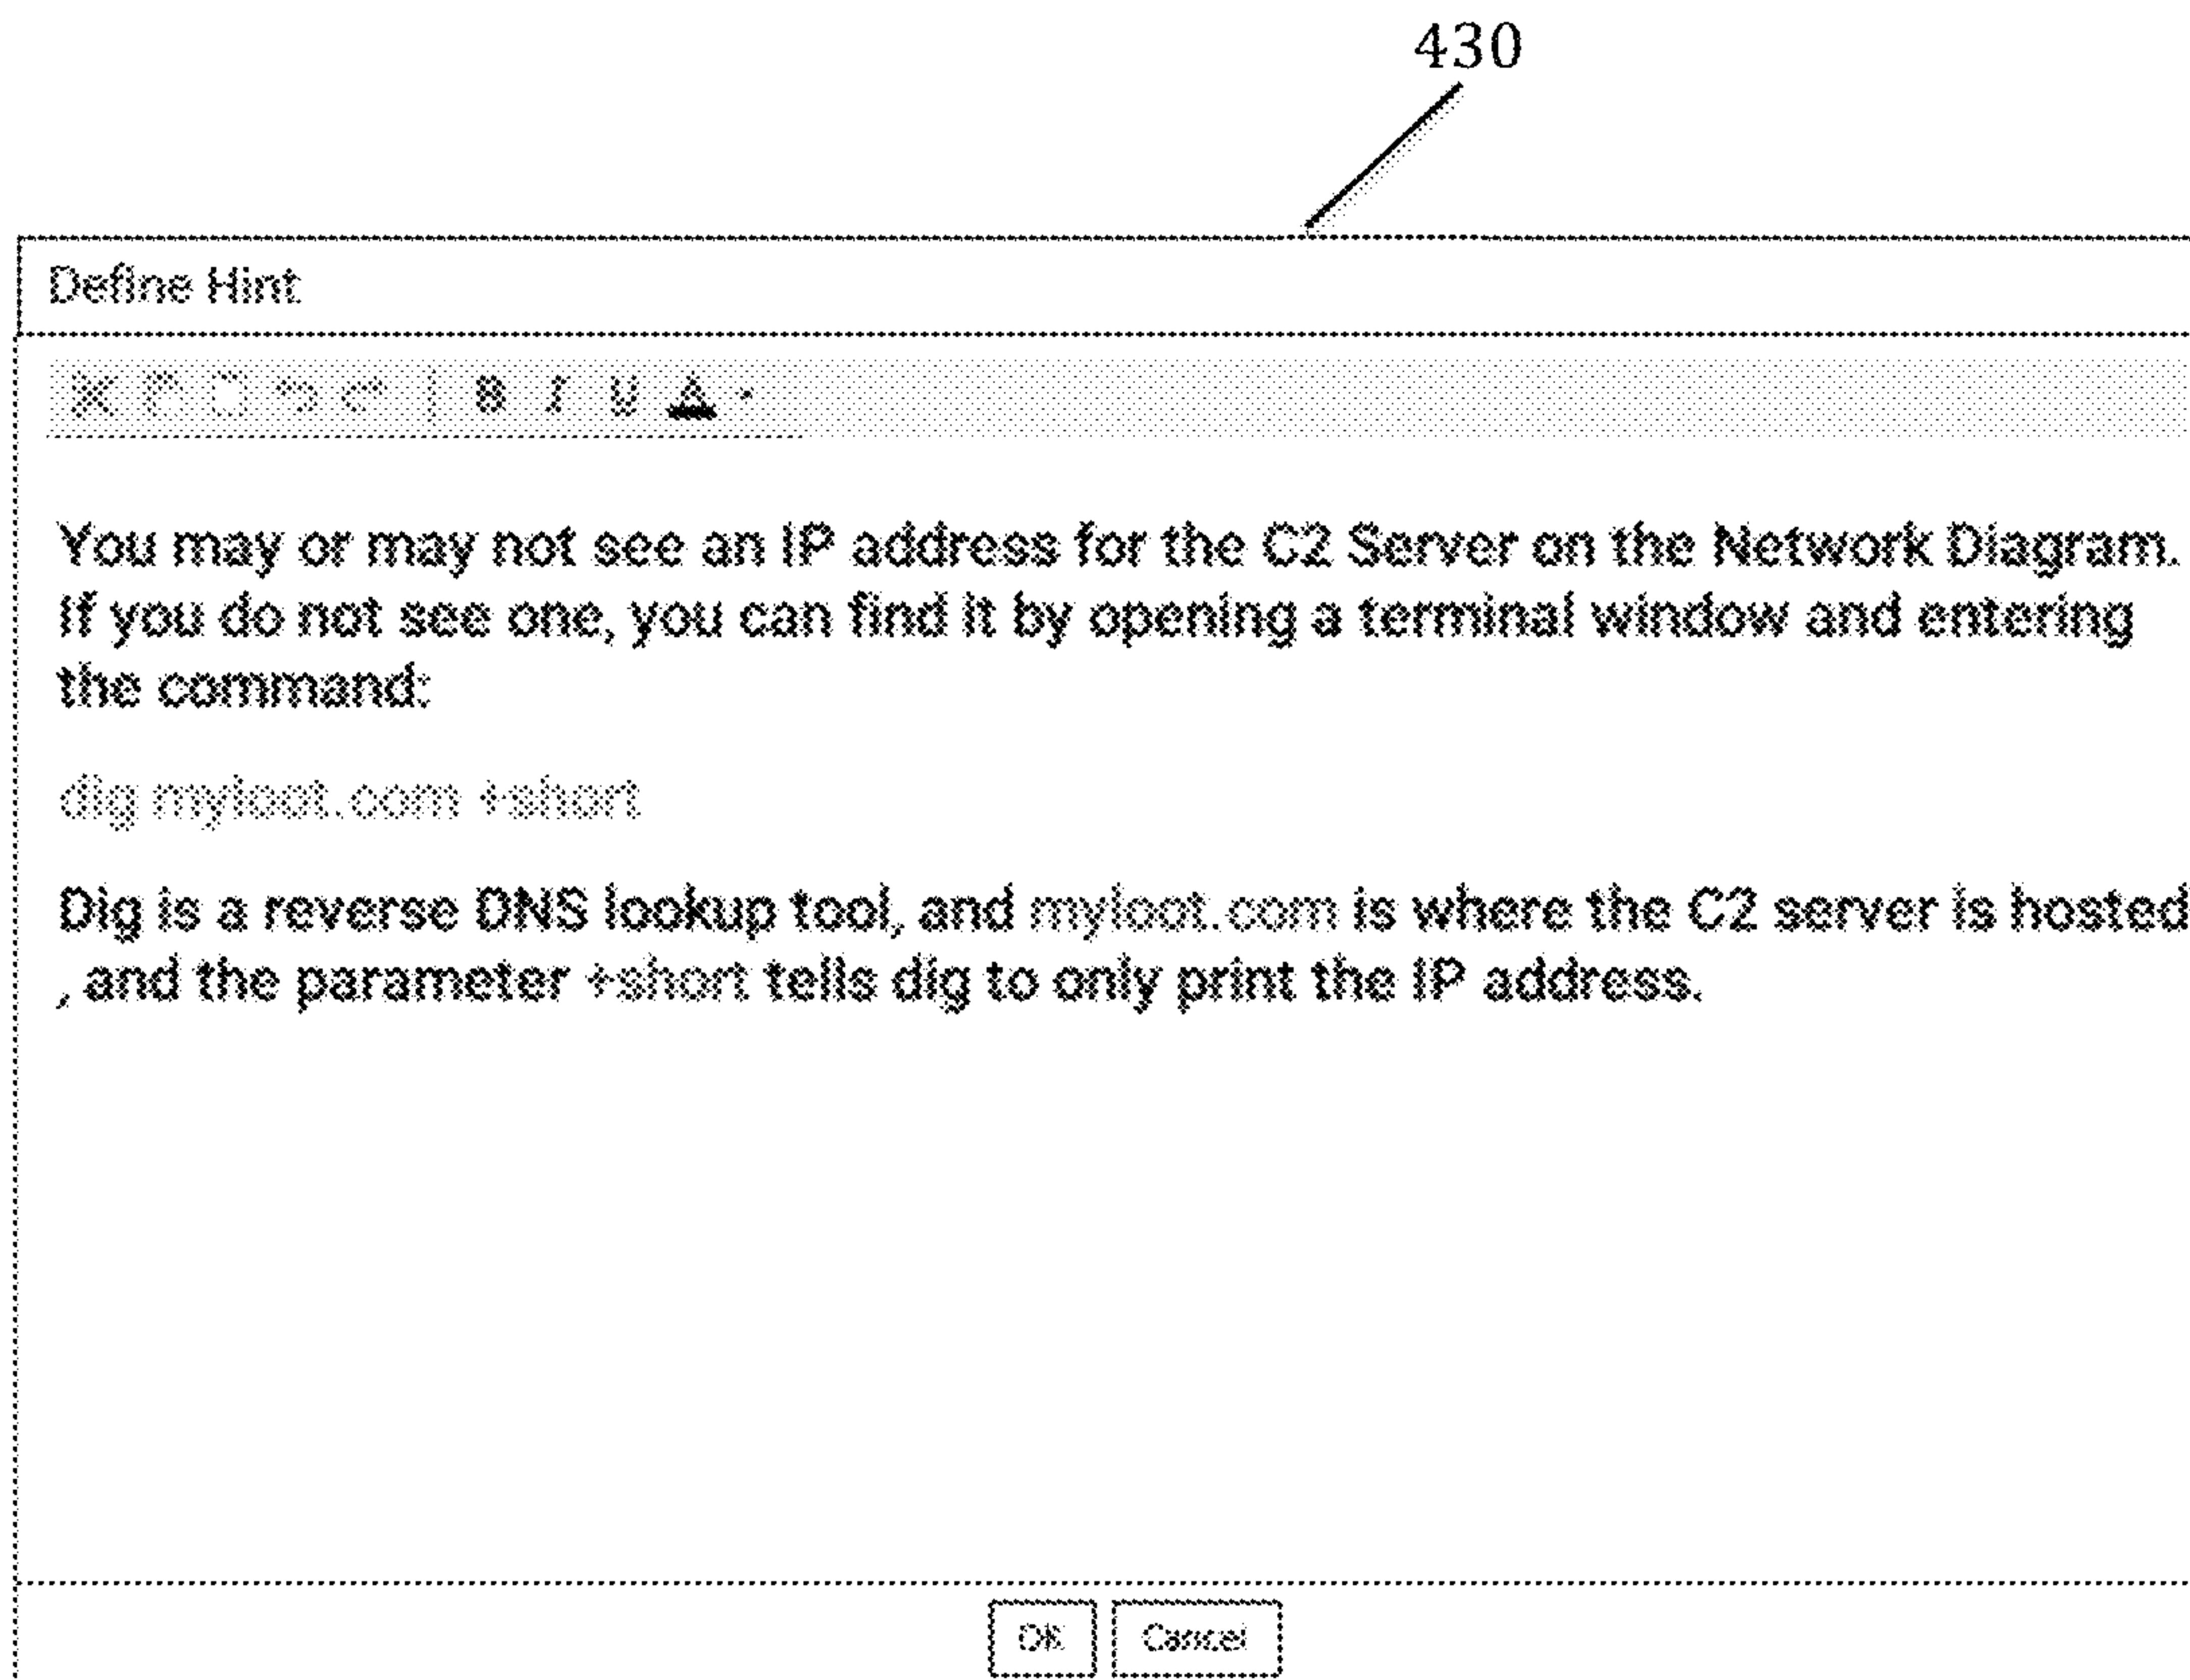 430
Define Hint
B I U A
You may or may not see an IP address for the C2 Server on the Network Diagram.
If you do not see one, you can find it by opening a terminal window and entering
the command:
dig myloot.com +short
Dig is a reverse DNS lookup tool, and myloot.com is where the C2 server is hosted
, and the parameter +short tells dig to only print the IP address.
OK Cancel